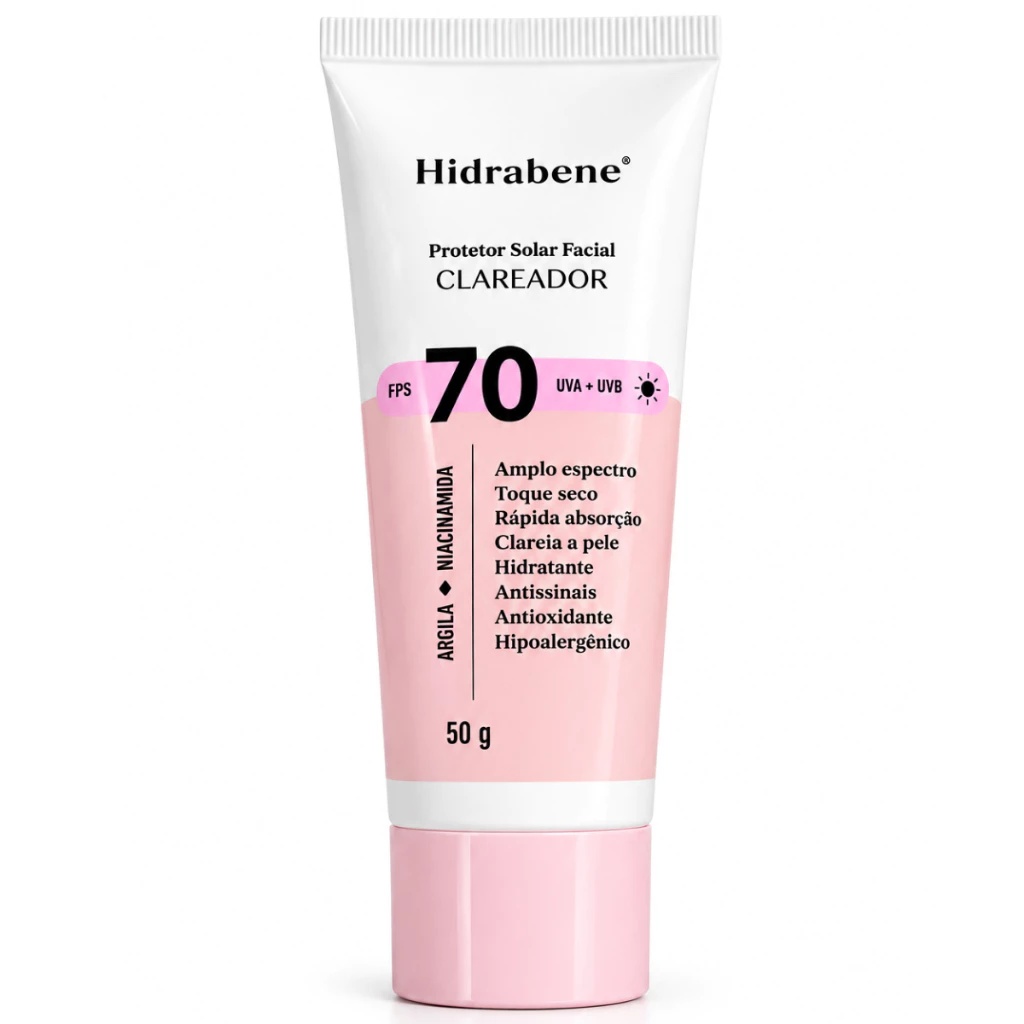 Hidrabene®
Protetor Solar Facial
CLAREADOR
FPS 70 UVA + UVB
ARGILA ◆ NIACINAMIDA
Amplo espectro
Toque seco
Rápida absorção
Clareia a pele
Hidratante
Antissinais
Antioxidante
Hipoalergênico
50 g